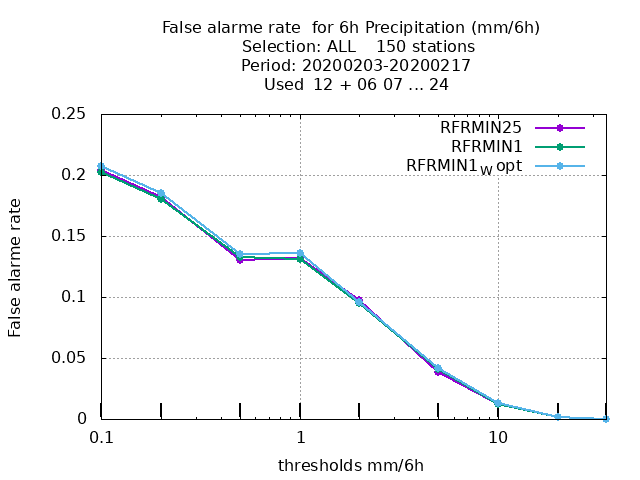 False alarme rate  for 6h Precipitation (mm/6h)
Selection: ALL    150 stations
Period: 20200203-20200217
Used  12 + 06 07 ... 24
0.25
RFRMIN25
RFRMIN1
RFRMIN1W opt
0.2
0.15
0.1
0.05
0
False alarme rate
0.1
1
10
thresholds mm/6h